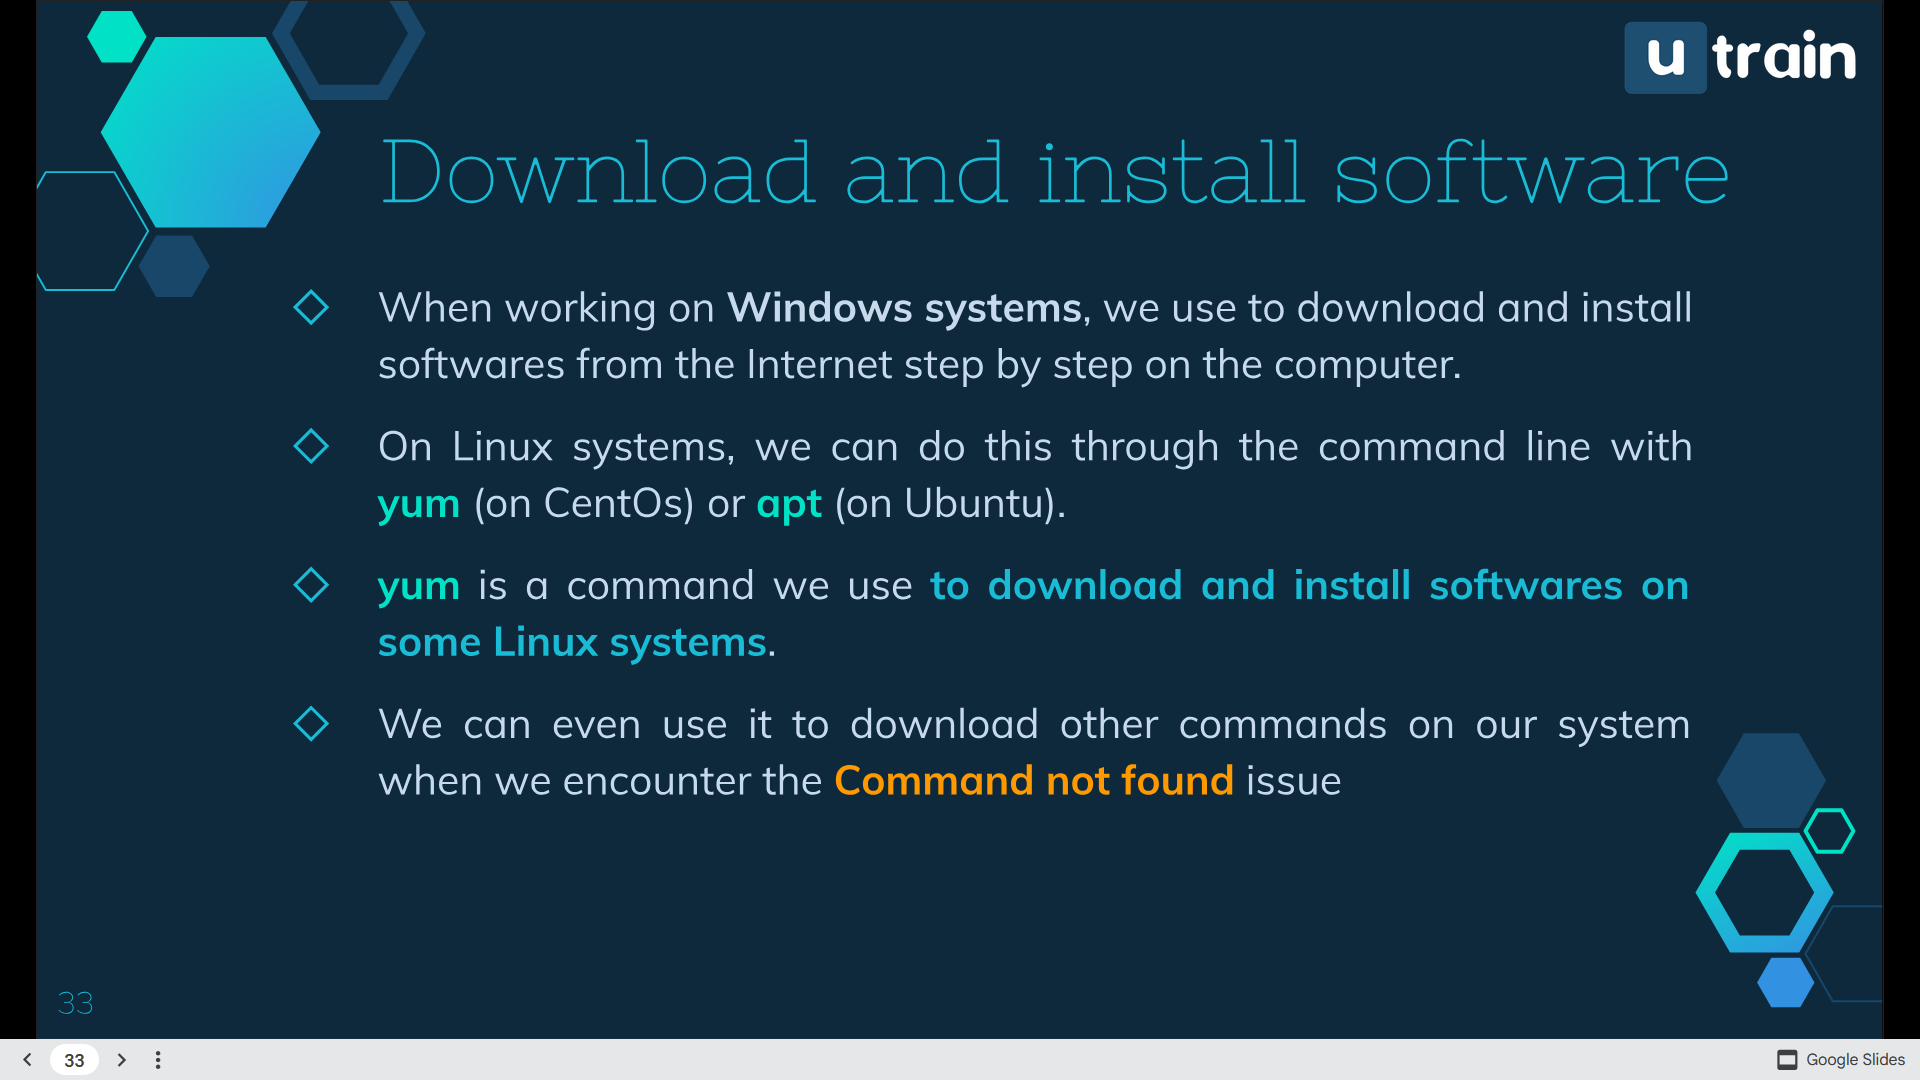 u train
Download and install software
When working on Windows systems, we use to download and install
softwares from the Internet step by step on the computer.
On Linux systems, we can do this through the command line with
yum (on CentOs) or apt (on Ubuntu).
yum is a command we use to download and install softwares on
some Linux systems.
We can even use it to download other commands on our system
when we encounter the Command not found issue
33
33
Google Slides